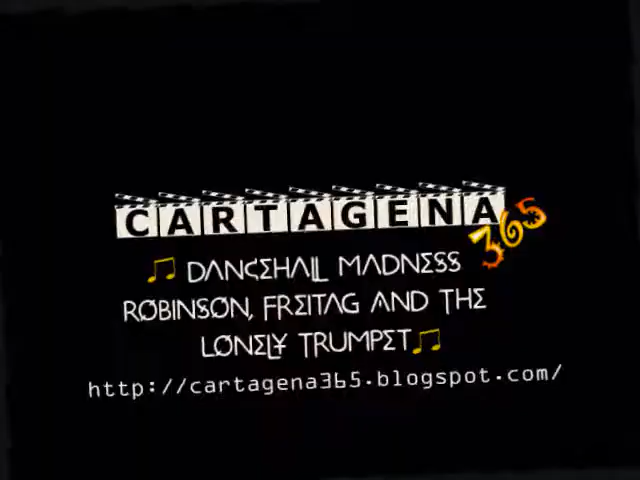 CARTAGENA 365
🎵 DANCEHALL MADNESS
ROBINSON, FREITAG AND THE
LONELY TRUMPET🎵
http://cartagena365.blogspot.com/